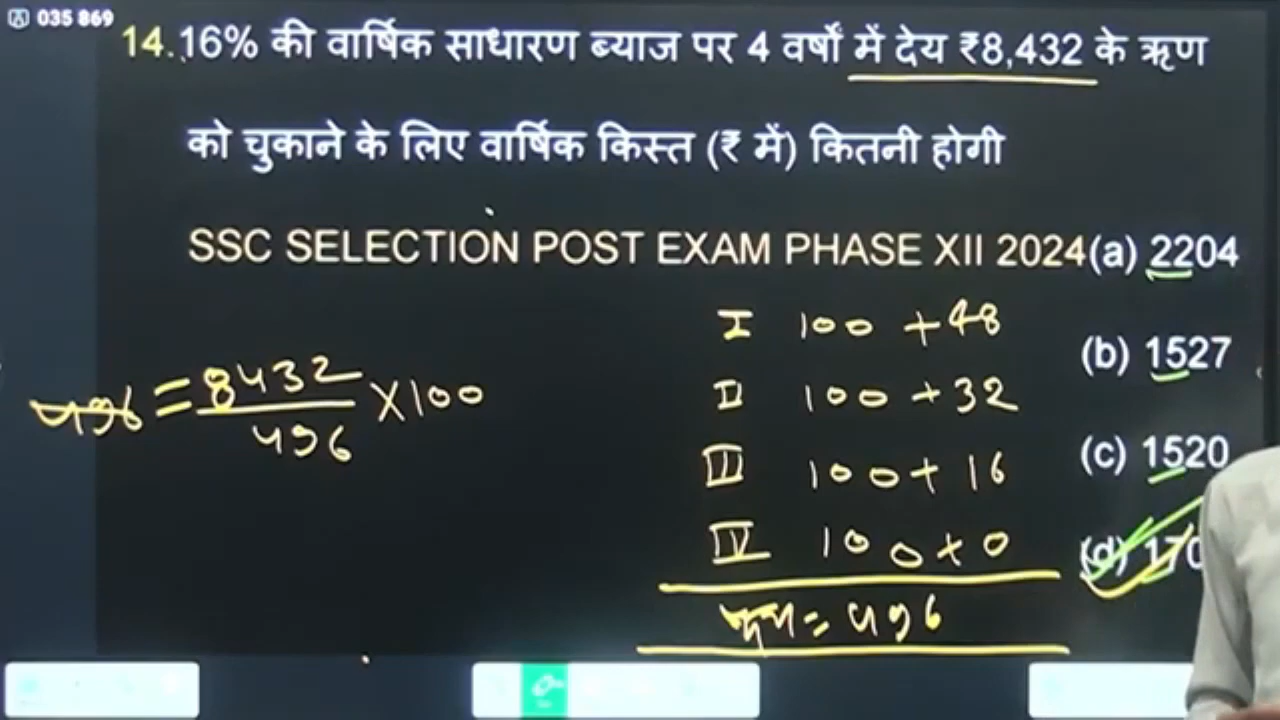 035 869
14.16% की वार्षिक साधारण ब्याज पर 4 वर्षों में देय ₹8,432 के ऋण
को चुकाने के लिए वार्षिक किस्त (₹ में) कितनी होगी
SSC SELECTION POST EXAM PHASE XII 2024(a) 2204
(b) 1527
(c) 1520
(d) 170
I 100 + 48
II 100 + 32
III 100 + 16
IV 100 + 0
= 496
= 8432 / 496 × 100